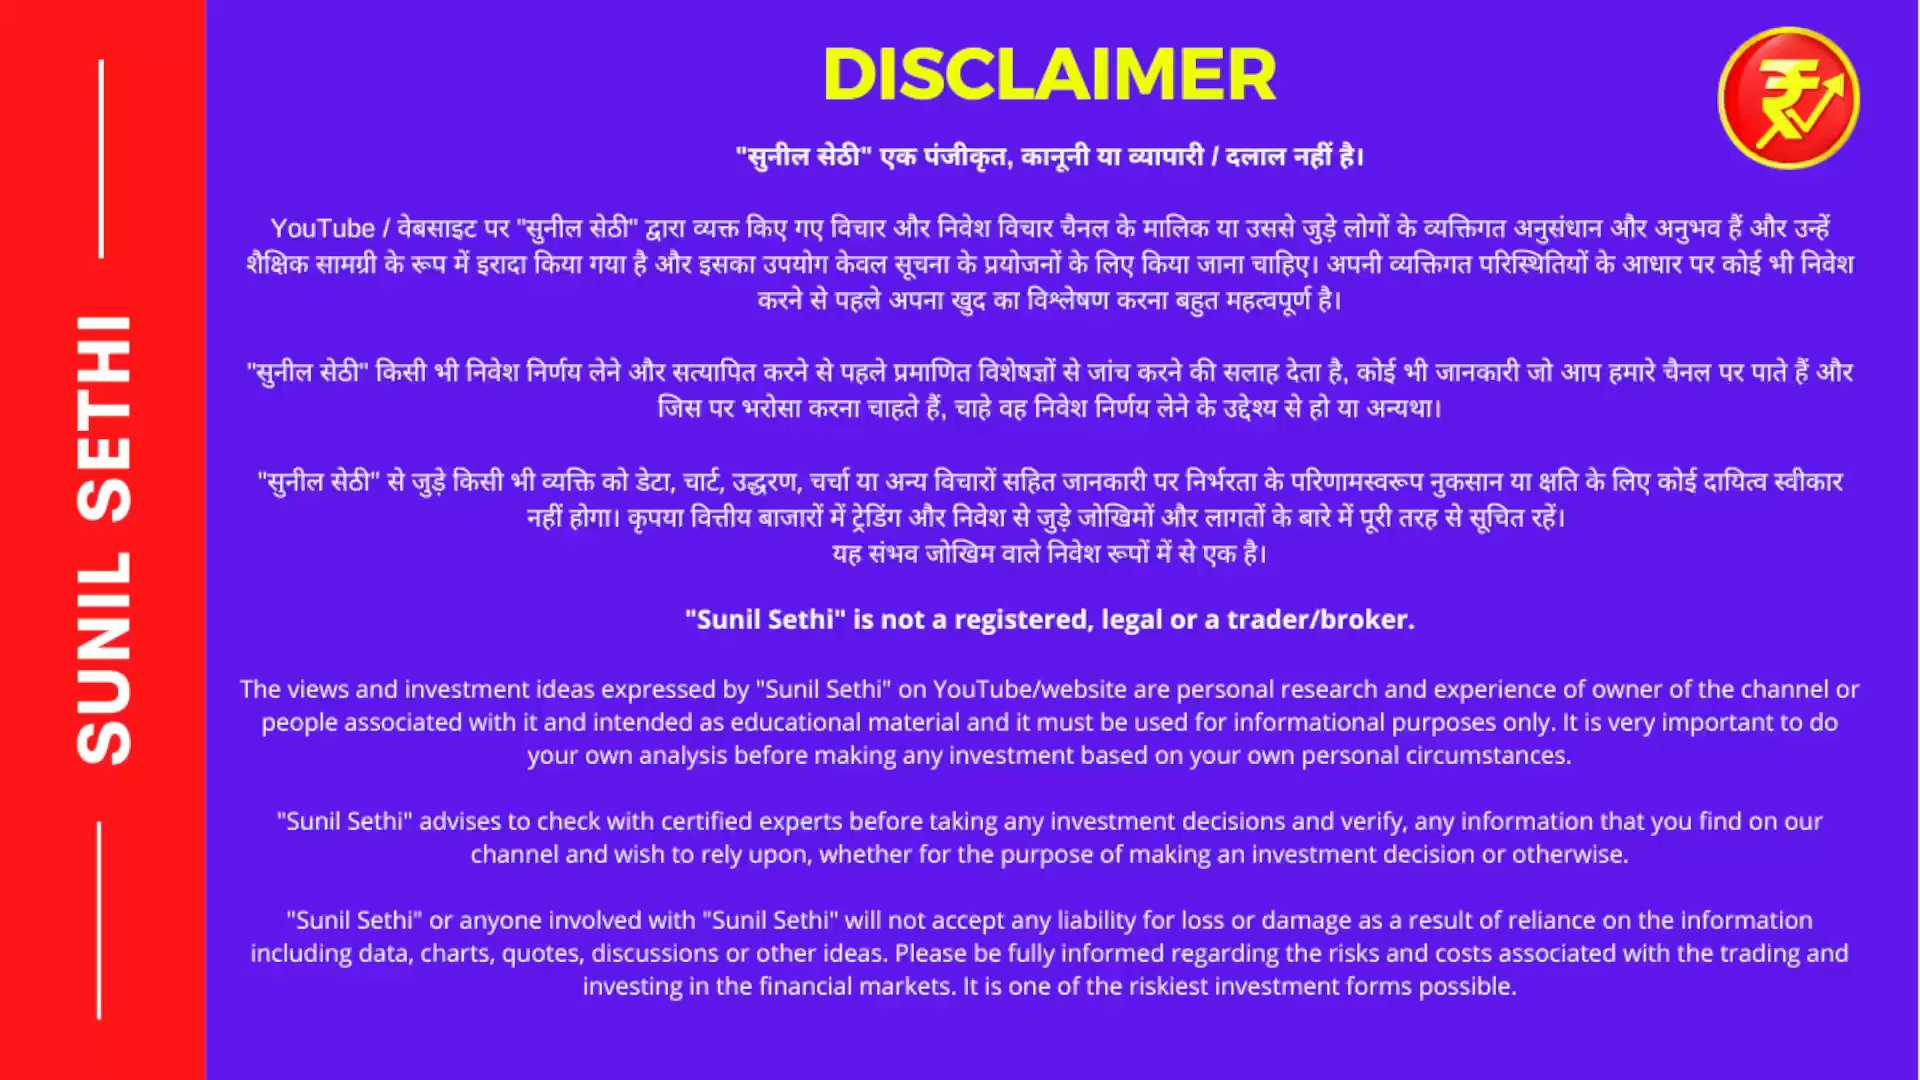 SUNIL SETHI
DISCLAIMER
"सुनील सेठी" एक पंजीकृत, कानूनी या व्यापारी / दलाल नहीं है।
YouTube / वेबसाइट पर "सुनील सेठी" द्वारा व्यक्त किए गए विचार और निवेश विचार चैनल के मालिक या उससे जुड़े लोगों के व्यक्तिगत अनुसंधान और अनुभव हैं और उन्हें
शैक्षिक सामग्री के रूप में इरादा किया गया है और इसका उपयोग केवल सूचना के प्रयोजनों के लिए किया जाना चाहिए। अपनी व्यक्तिगत परिस्थितियों के आधार पर कोई भी निवेश
करने से पहले अपना खुद का विश्लेषण करना बहुत महत्वपूर्ण है।
"सुनील सेठी" किसी भी निवेश निर्णय लेने और सत्यापित करने से पहले प्रमाणित विशेषज्ञों से जांच करने की सलाह देता है, कोई भी जानकारी जो आप हमारे चैनल पर पाते हैं और
जिस पर भरोसा करना चाहते हैं, चाहे वह निवेश निर्णय लेने के उद्देश्य से हो या अन्यथा।
"सुनील सेठी" से जुड़े किसी भी व्यक्ति को डेटा, चार्ट, उद्धरण, चर्चा या अन्य विचारों सहित जानकारी पर निर्भरता के परिणामस्वरूप नुकसान या क्षति के लिए कोई दायित्व स्वीकार
नहीं होगा। कृपया वित्तीय बाजारों में ट्रेडिंग और निवेश से जुड़े जोखिमों और लागतों के बारे में पूरी तरह से सूचित रहें।
यह संभव जोखिम वाले निवेश रूपों में से एक है।
"Sunil Sethi" is not a registered, legal or a trader/broker.
The views and investment ideas expressed by "Sunil Sethi" on YouTube/website are personal research and experience of owner of the channel or
people associated with it and intended as educational material and it must be used for informational purposes only. It is very important to do
your own analysis before making any investment based on your own personal circumstances.
"Sunil Sethi" advises to check with certified experts before taking any investment decisions and verify, any information that you find on our
channel and wish to rely upon, whether for the purpose of making an investment decision or otherwise.
"Sunil Sethi" or anyone involved with "Sunil Sethi" will not accept any liability for loss or damage as a result of reliance on the information
including data, charts, quotes, discussions or other ideas. Please be fully informed regarding the risks and costs associated with the trading and
investing in the financial markets. It is one of the riskiest investment forms possible.